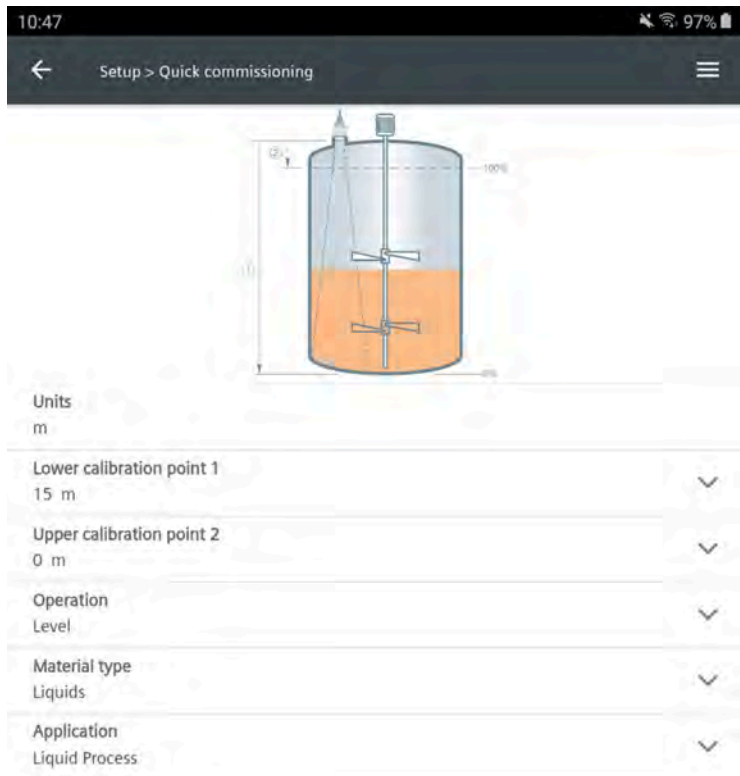 10:47
97%
Setup > Quick commissioning
(2)
100%
0%
Units
m
Lower calibration point 1
15 m
Upper calibration point 2
0 m
Operation
Level
Material type
Liquids
Application
Liquid Process